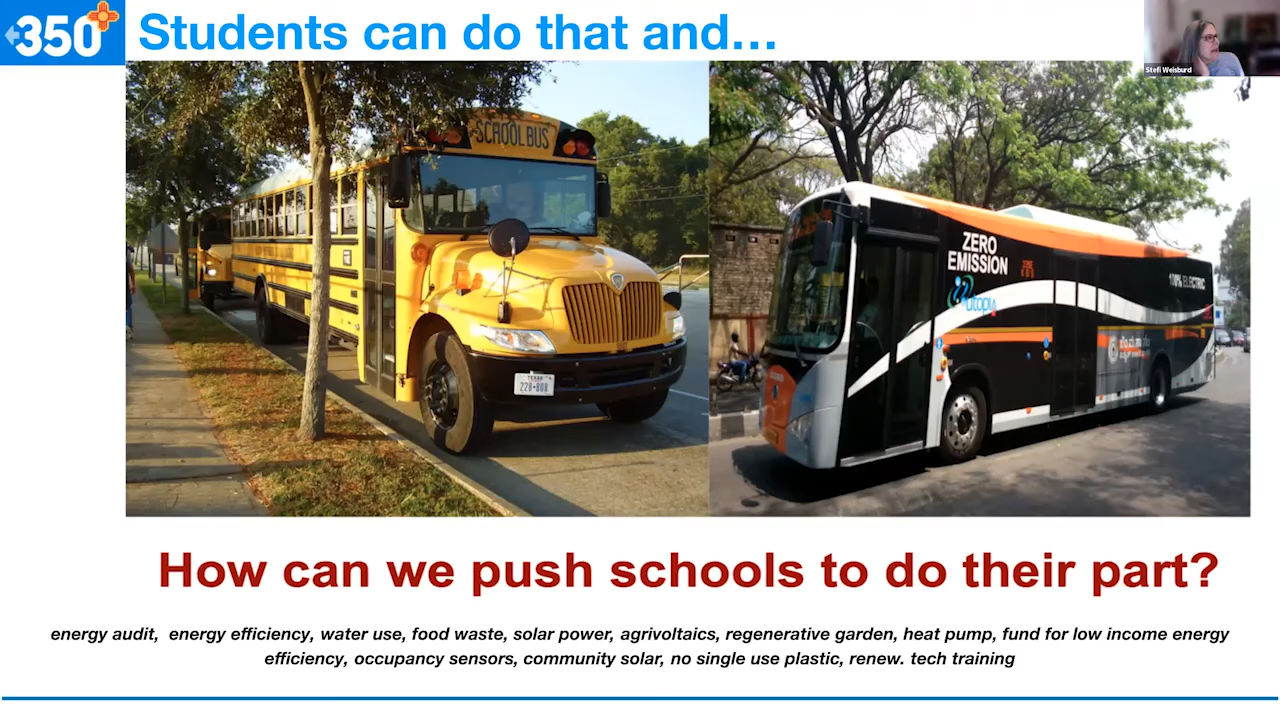 350
Students can do that and...
Stefi Weisburd
SCHOOL BUS
TEXAS
22B·808
ZERO
EMISSION
utopia
100% ELECTRIC
How can we push schools to do their part?
energy audit, energy efficiency, water use, food waste, solar power, agrivoltaics, regenerative garden, heat pump, fund for low income energy
efficiency, occupancy sensors, community solar, no single use plastic, renew. tech training